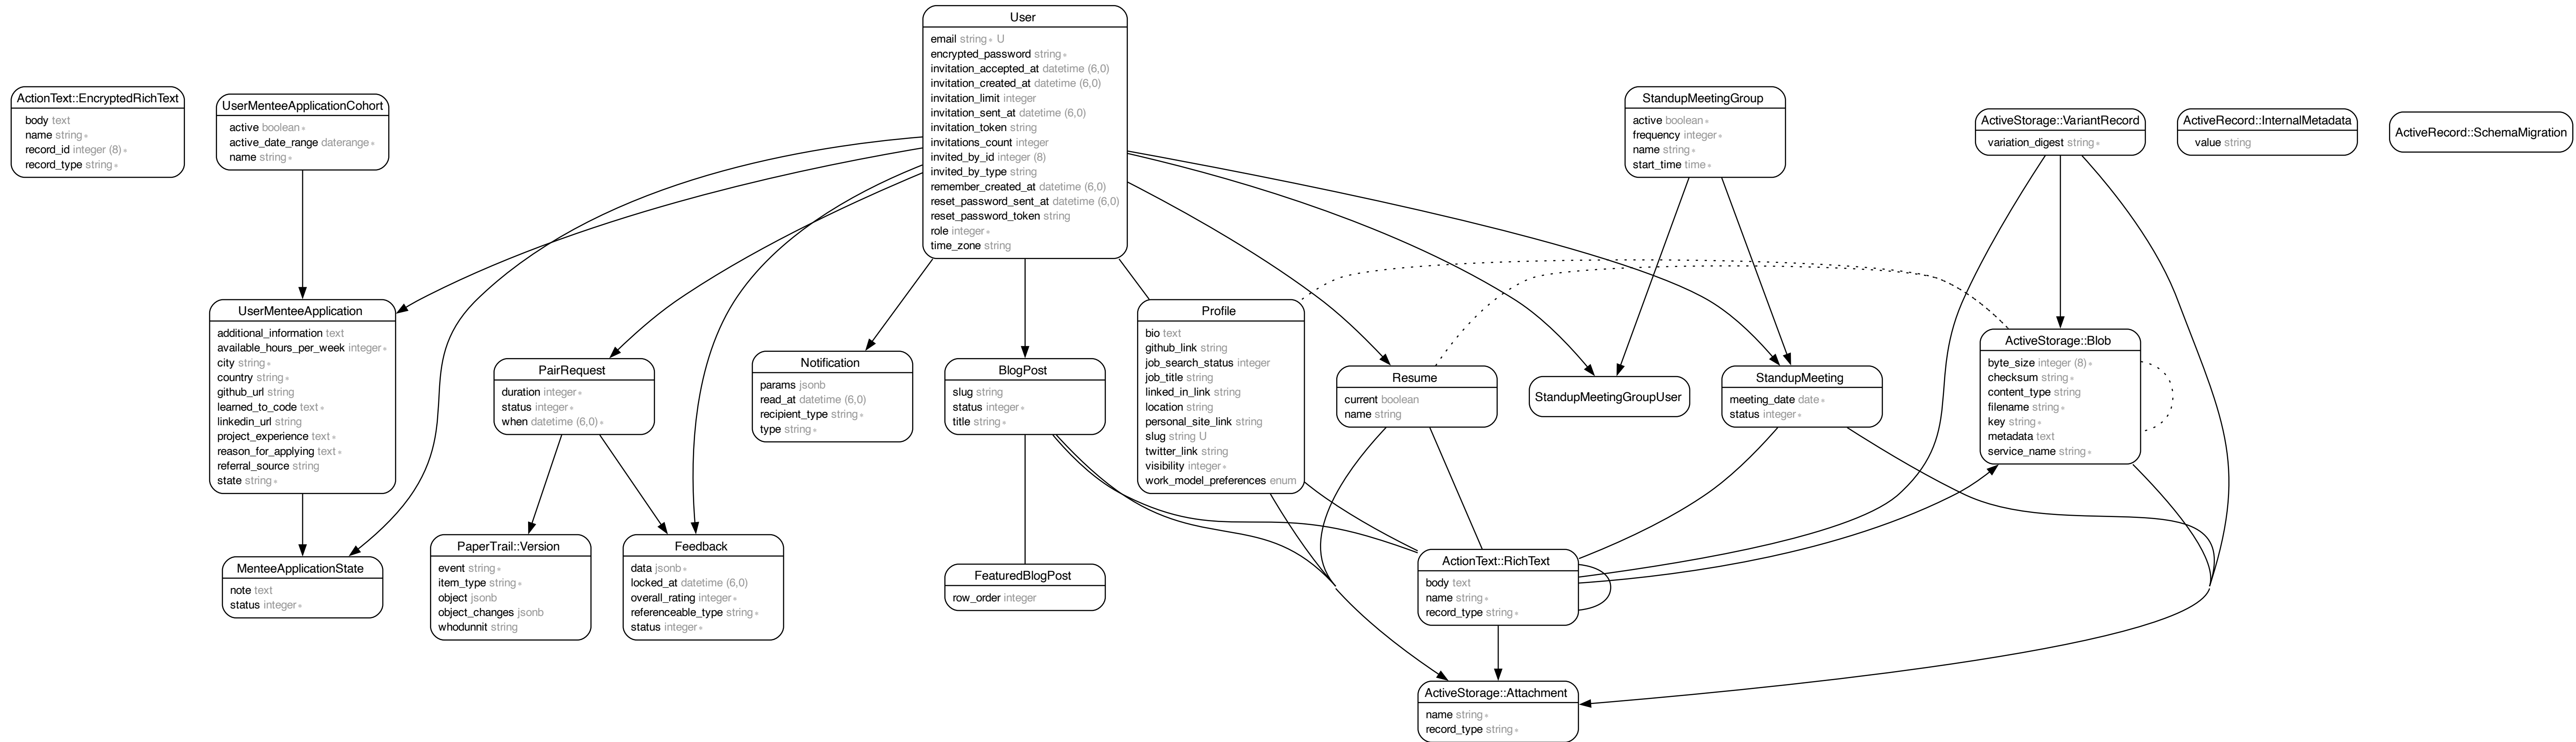 User
email string∗ U
encrypted_password string∗
invitation_accepted_at datetime (6,0)
invitation_created_at datetime (6,0)
invitation_limit integer
invitation_sent_at datetime (6,0)
invitation_token string
invitations_count integer
invited_by_id integer (8)
invited_by_type string
remember_created_at datetime (6,0)
reset_password_sent_at datetime (6,0)
reset_password_token string
role integer∗
time_zone string
ActionText::EncryptedRichText
body text
name string∗
record_id integer (8)∗
record_type string∗
UserMenteeApplicationCohort
active boolean∗
active_date_range daterange∗
name string∗
StandupMeetingGroup
active boolean∗
frequency integer∗
name string∗
start_time time∗
ActiveStorage::VariantRecord
variation_digest string∗
ActiveRecord::InternalMetadata
value string
ActiveRecord::SchemaMigration
UserMenteeApplication
additional_information text
available_hours_per_week integer∗
city string∗
country string∗
github_url string
learned_to_code text∗
linkedin_url string
project_experience text∗
reason_for_applying text∗
referral_source string
state string∗
PairRequest
duration integer∗
status integer∗
when datetime (6,0)∗
Notification
params jsonb
read_at datetime (6,0)
recipient_type string∗
type string∗
BlogPost
slug string
status integer∗
title string∗
Profile
bio text
github_link string
job_search_status integer
job_title string
linked_in_link string
location string
personal_site_link string
slug string U
twitter_link string
visibility integer∗
work_model_preferences enum
Resume
current boolean
name string
StandupMeetingGroupUser
StandupMeeting
meeting_date date∗
status integer∗
ActiveStorage::Blob
byte_size integer (8)∗
checksum string∗
content_type string
filename string∗
key string∗
metadata text
service_name string∗
MenteeApplicationState
note text
status integer∗
PaperTrail::Version
event string∗
item_type string∗
object jsonb
object_changes jsonb
whodunnit string
Feedback
data jsonb∗
locked_at datetime (6,0)
overall_rating integer∗
referenceable_type string∗
status integer∗
FeaturedBlogPost
row_order integer
ActionText::RichText
body text
name string∗
record_type string∗
ActiveStorage::Attachment
name string∗
record_type string∗